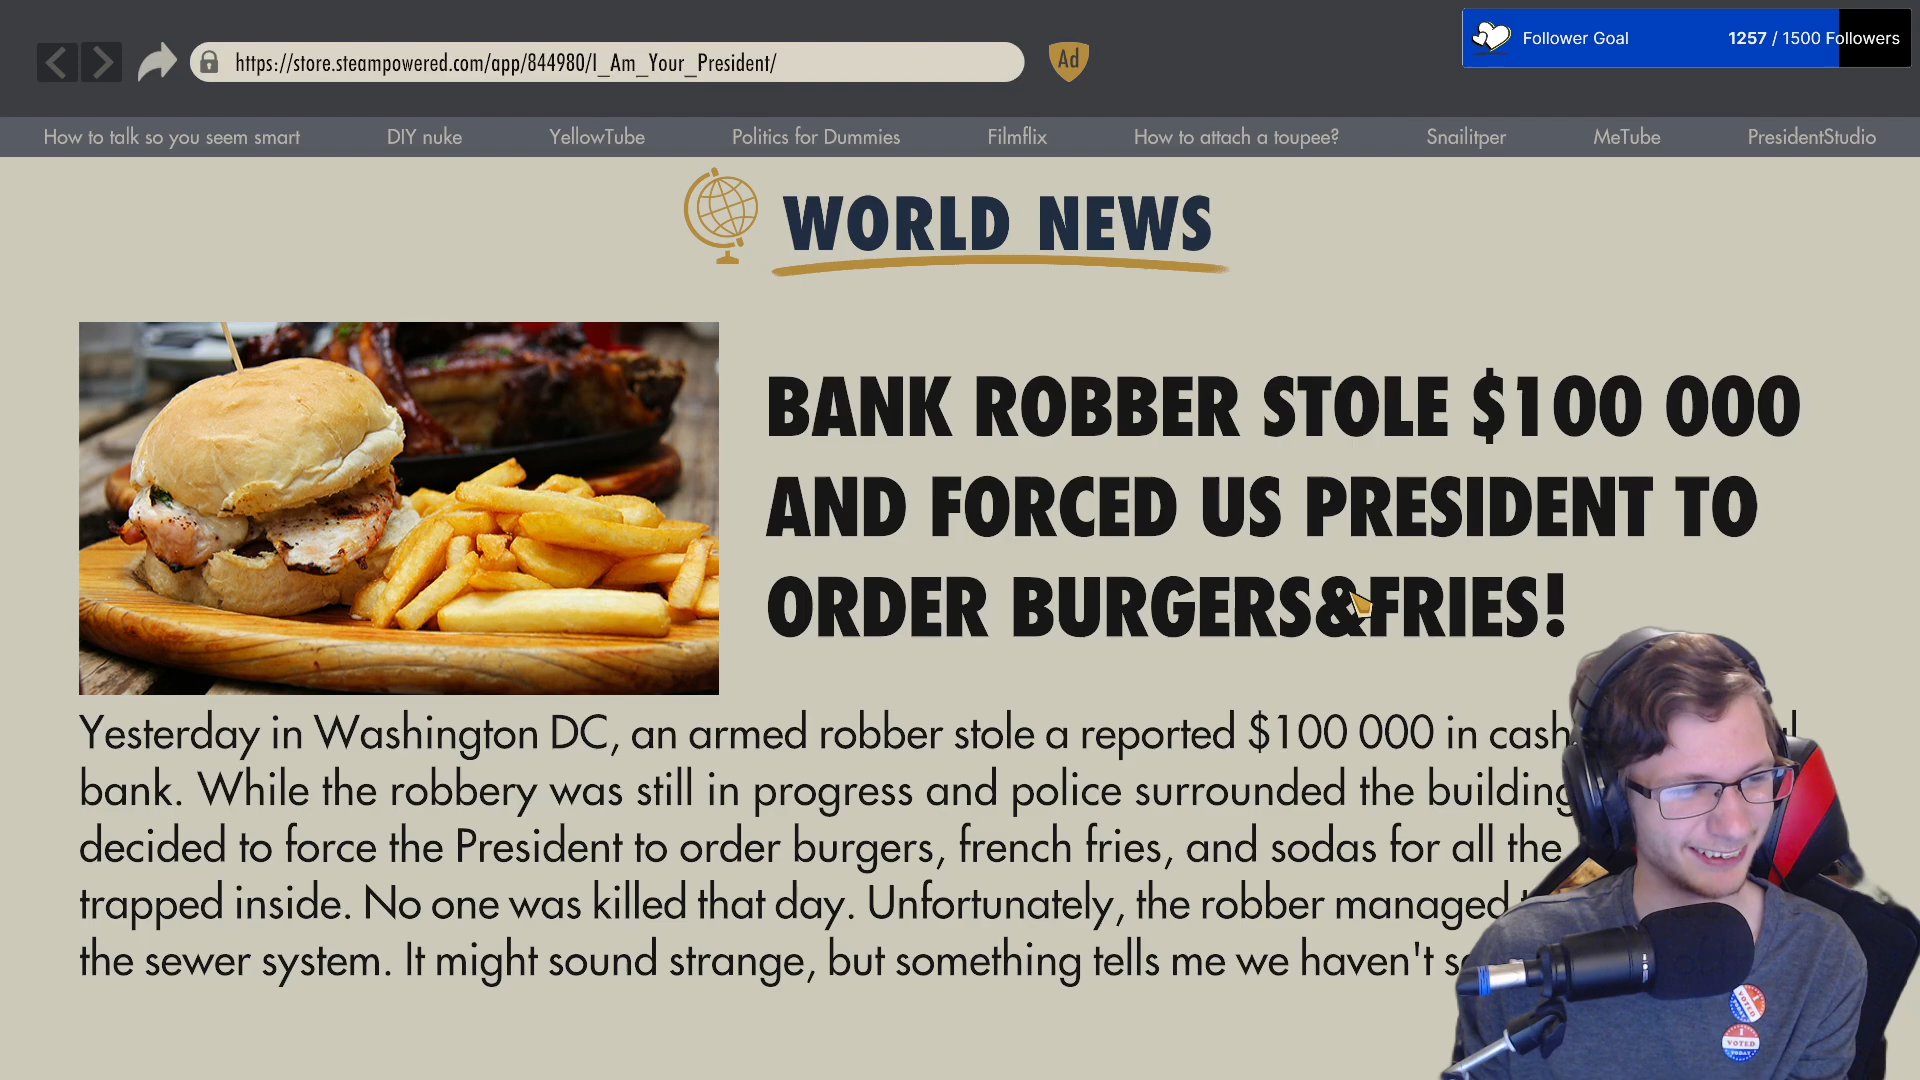 Follower Goal 1257 / 1500 Followers
https://store.steampowered.com/app/844980/I_Am_Your_President/
Ad
How to talk so you seem smart DIY nuke YellowTube Politics for Dummies Filmflix How to attach a toupee? Snailitper MeTube PresidentStudio
WORLD NEWS
BANK ROBBER STOLE $100 000
AND FORCED US PRESIDENT TO
ORDER BURGERS&FRIES!
Yesterday in Washington DC, an armed robber stole a reported $100 000 in cash
bank. While the robbery was still in progress and police surrounded the building
decided to force the President to order burgers, french fries, and sodas for all the
trapped inside. No one was killed that day. Unfortunately, the robber managed
the sewer system. It might sound strange, but something tells me we haven't
I VOTED
I VOTED TODAY